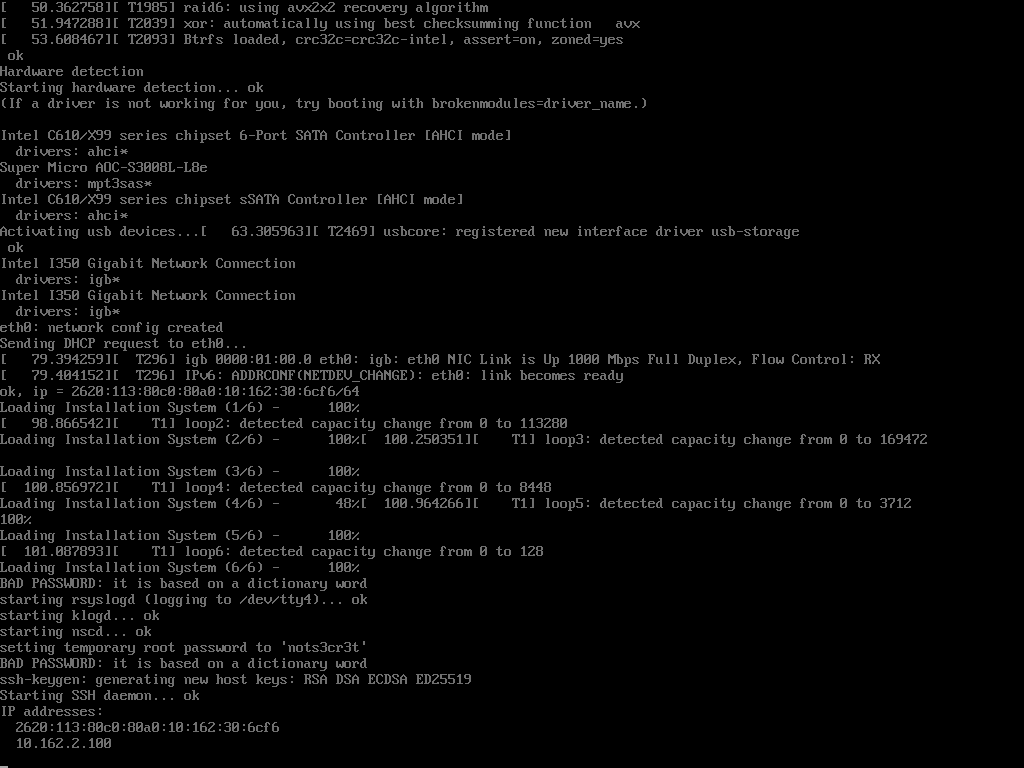 [   50.362758][ T1985] raid6: using avx2x2 recovery algorithm
[   51.947288][ T2039] xor: automatically using best checksumming function   avx
[   53.608467][ T2093] Btrfs loaded, crc32c=crc32c-intel, assert=on, zoned=yes
 ok
Hardware detection
Starting hardware detection... ok
(If a driver is not working for you, try booting with brokenmodules=driver_name.)

Intel C610/X99 series chipset 6-Port SATA Controller [AHCI mode]
  drivers: ahci*
Super Micro AOC-S3008L-L8e
  drivers: mpt3sas*
Intel C610/X99 series chipset sSATA Controller [AHCI mode]
  drivers: ahci*
Activating usb devices...[   63.305963][ T2469] usbcore: registered new interface driver usb-storage
 ok
Intel I350 Gigabit Network Connection
  drivers: igb*
Intel I350 Gigabit Network Connection
  drivers: igb*
eth0: network config created
Sending DHCP request to eth0...
[   79.394259][  T296] igb 0000:01:00.0 eth0: igb: eth0 NIC Link is Up 1000 Mbps Full Duplex, Flow Control: RX
[   79.404152][  T296] IPv6: ADDRCONF(NETDEV_CHANGE): eth0: link becomes ready
ok, ip = 2620:113:80c0:80a0:10:162:30:6cf6/64
Loading Installation System (1/6) -      100%
[   98.866542][    T1] loop2: detected capacity change from 0 to 113280
Loading Installation System (2/6) -      100%[  100.250351][    T1] loop3: detected capacity change from 0 to 169472

Loading Installation System (3/6) -      100%
[  100.856972][    T1] loop4: detected capacity change from 0 to 8448
Loading Installation System (4/6) -       48%[  100.964266][    T1] loop5: detected capacity change from 0 to 3712
100%
Loading Installation System (5/6) -      100%
[  101.087893][    T1] loop6: detected capacity change from 0 to 128
Loading Installation System (6/6) -      100%
BAD PASSWORD: it is based on a dictionary word
starting rsyslogd (logging to /dev/tty4)... ok
starting klogd... ok
starting nscd... ok
setting temporary root password to 'nots3cr3t'
BAD PASSWORD: it is based on a dictionary word
ssh-keygen: generating new host keys: RSA DSA ECDSA ED25519
Starting SSH daemon... ok
IP addresses:
  2620:113:80c0:80a0:10:162:30:6cf6
  10.162.2.100